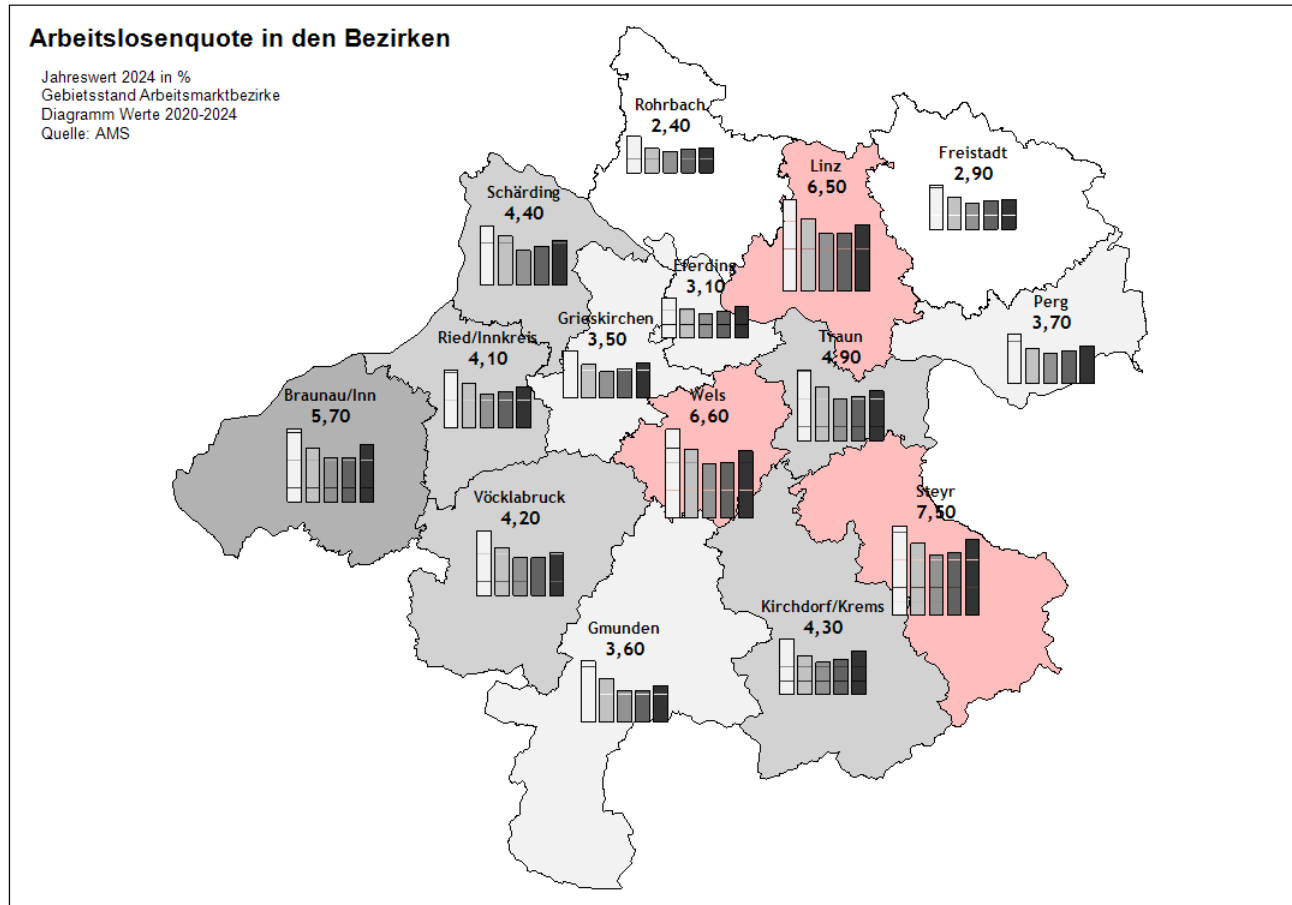 Arbeitslosenquote in den Bezirken
Jahreswert 2024 in %
Gebietsstand Arbeitsmarktbezirke
Diagramm Werte 2020-2024
Quelle: AMS
Rohrbach
2,40
Freistadt
2,90
Linz
6,50
Schärding
4,40
Eferding
3,10
Perg
3,70
Grieskirchen
3,50
Ried/Innkreis
4,10
Traun
4,90
Braunau/Inn
5,70
Wels
6,60
Vöcklabruck
4,20
Steyr
7,50
Kirchdorf/Krems
4,30
Gmunden
3,60